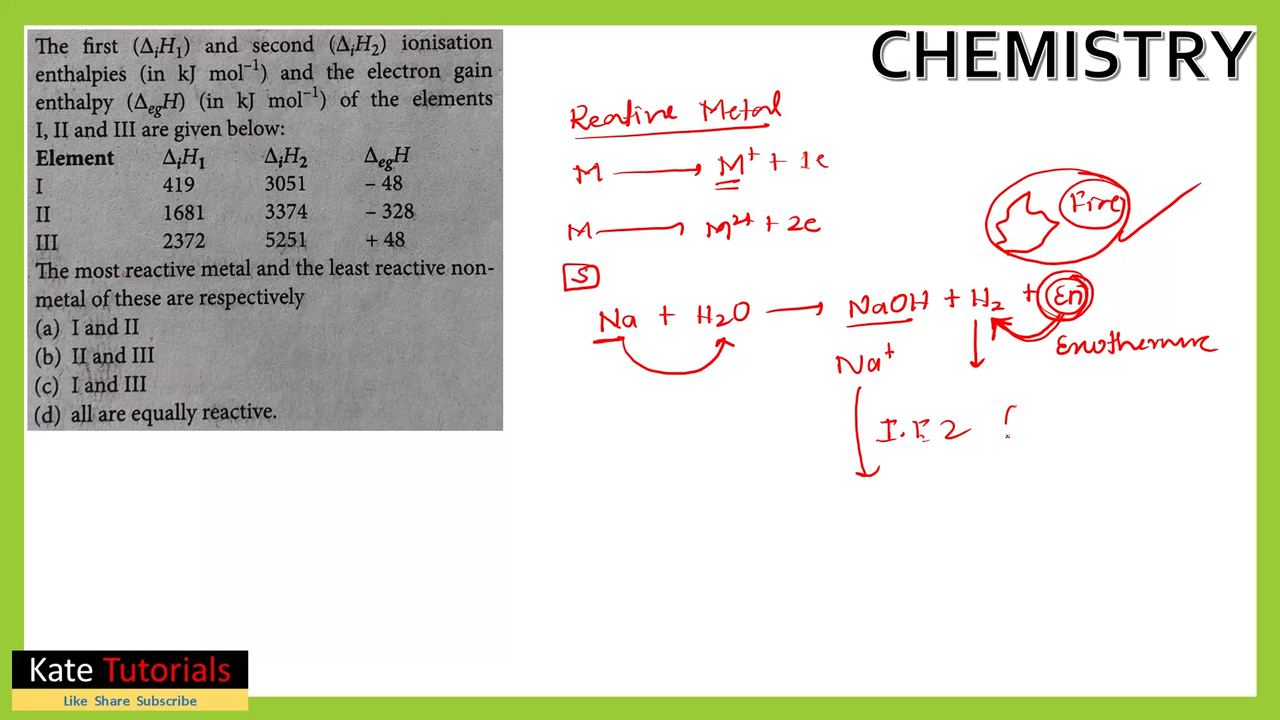 CHEMISTRY
The first (ΔᵢH₁) and second (ΔᵢH₂) ionisation
enthalpies (in kJ mol⁻¹) and the electron gain
enthalpy (ΔegH) (in kJ mol⁻¹) of the elements
I, II and III are given below:
Element ΔᵢH₁ ΔᵢH₂ ΔegH
I 419 3051 – 48
II 1681 3374 – 328
III 2372 5251 + 48
The most reactive metal and the least reactive non-
metal of these are respectively
(a) I and II
(b) II and III
(c) I and III
(d) all are equally reactive.
Reative Metal
M ⟶ M⁺ + 1e
M ⟶ M²⁺ + 2e
Fire
S
Na + H₂O ⟶ NaOH + H₂ + En
Na⁺
I.E 2
Kate Tutorials
Like Share Subscribe